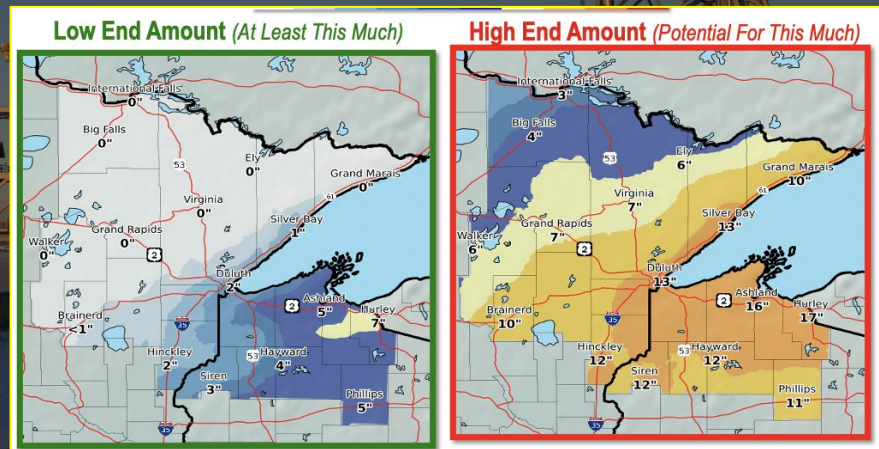 Low End Amount (At Least This Much)
International Falls
0"
Big Falls
0"
53
Ely
0"
Grand Marais
0"
Virginia
0"
61
Silver Bay
1"
Grand Rapids
0"
Walker
0"
2
Duluth
2"
Ashland
5"
2
Hurley
7"
Brainerd
<1"
35
Hinckley
2"
53
Hayward
4"
Siren
3"
Phillips
5"
35
High End Amount (Potential For This Much)
International Falls
3"
Big Falls
4"
53
Ely
6"
Grand Marais
10"
Virginia
7"
61
Silver Bay
13"
Grand Rapids
7"
Walker
6"
2
Duluth
13"
Ashland
16"
2
Hurley
17"
Brainerd
10"
35
Hinckley
12"
53
Hayward
12"
Siren
12"
Phillips
11"
35